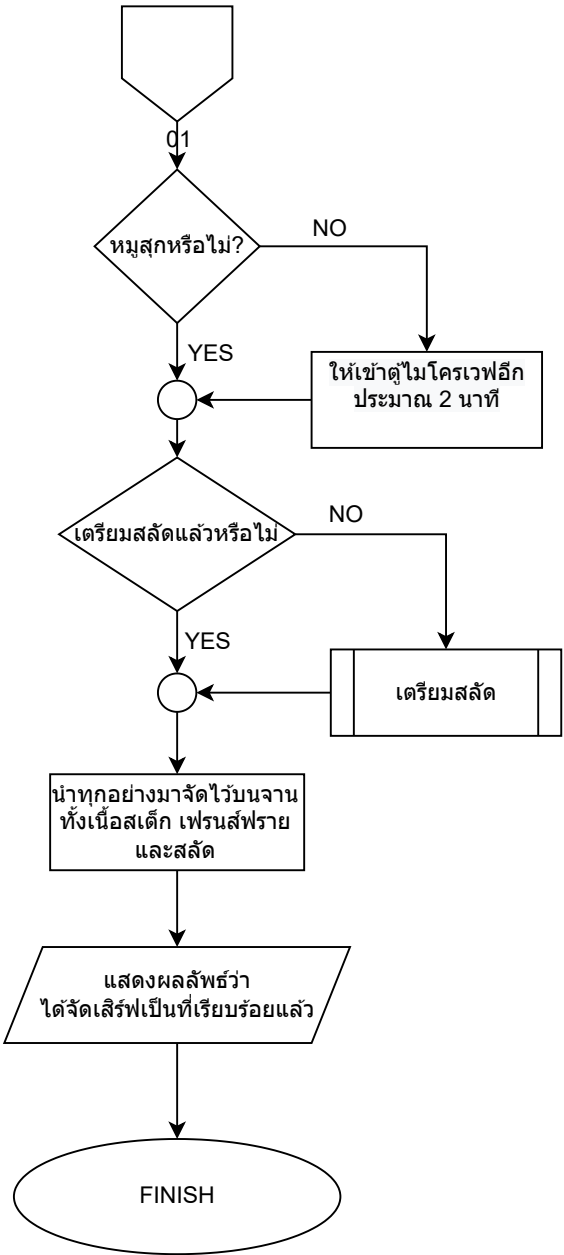 01
หมูสุกหรือไม่?
NO
YES
ให้เข้าตู้ไมโครเวฟอีก
ประมาณ 2 นาที
เตรียมสลัดแล้วหรือไม่
NO
YES
เตรียมสลัด
นำทุกอย่างมาจัดไว้บนจาน
ทั้งเนื้อสเต็ก เฟรนส์ฟราย
และสลัด
แสดงผลลัพธ์ว่า
ได้จัดเสิร์ฟเป็นที่เรียบร้อยแล้ว
FINISH